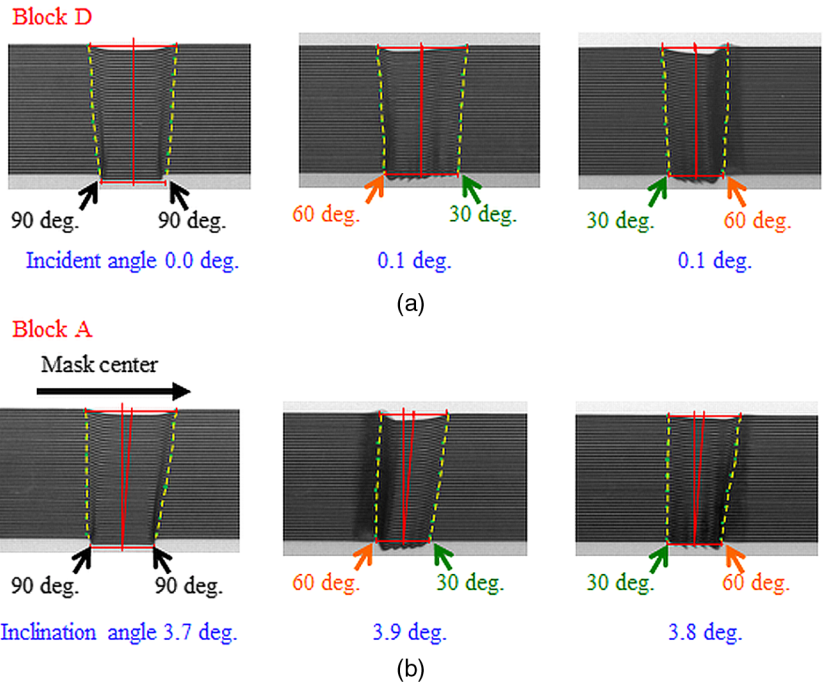 Block D
90 deg. 90 deg. 60 deg. 30 deg. 30 deg. 60 deg.
Incident angle 0.0 deg. 0.1 deg. 0.1 deg.
(a)
Block A
Mask center
90 deg. 90 deg. 60 deg. 30 deg. 30 deg. 60 deg.
Inclination angle 3.7 deg. 3.9 deg. 3.8 deg.
(b)